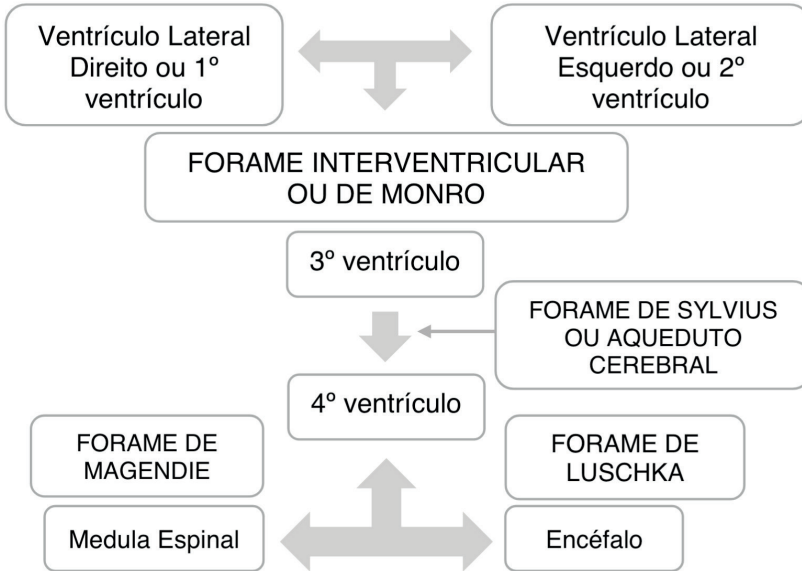 Ventrículo Lateral
Direito ou 1º
ventrículo
Ventrículo Lateral
Esquerdo ou 2º
ventrículo
FORAME INTERVENTRICULAR
OU DE MONRO
3º ventrículo
FORAME DE SYLVIUS
OU AQUEDUTO
CEREBRAL
4º ventrículo
FORAME DE
MAGENDIE
FORAME DE
LUSCHKA
Medula Espinal
Encéfalo